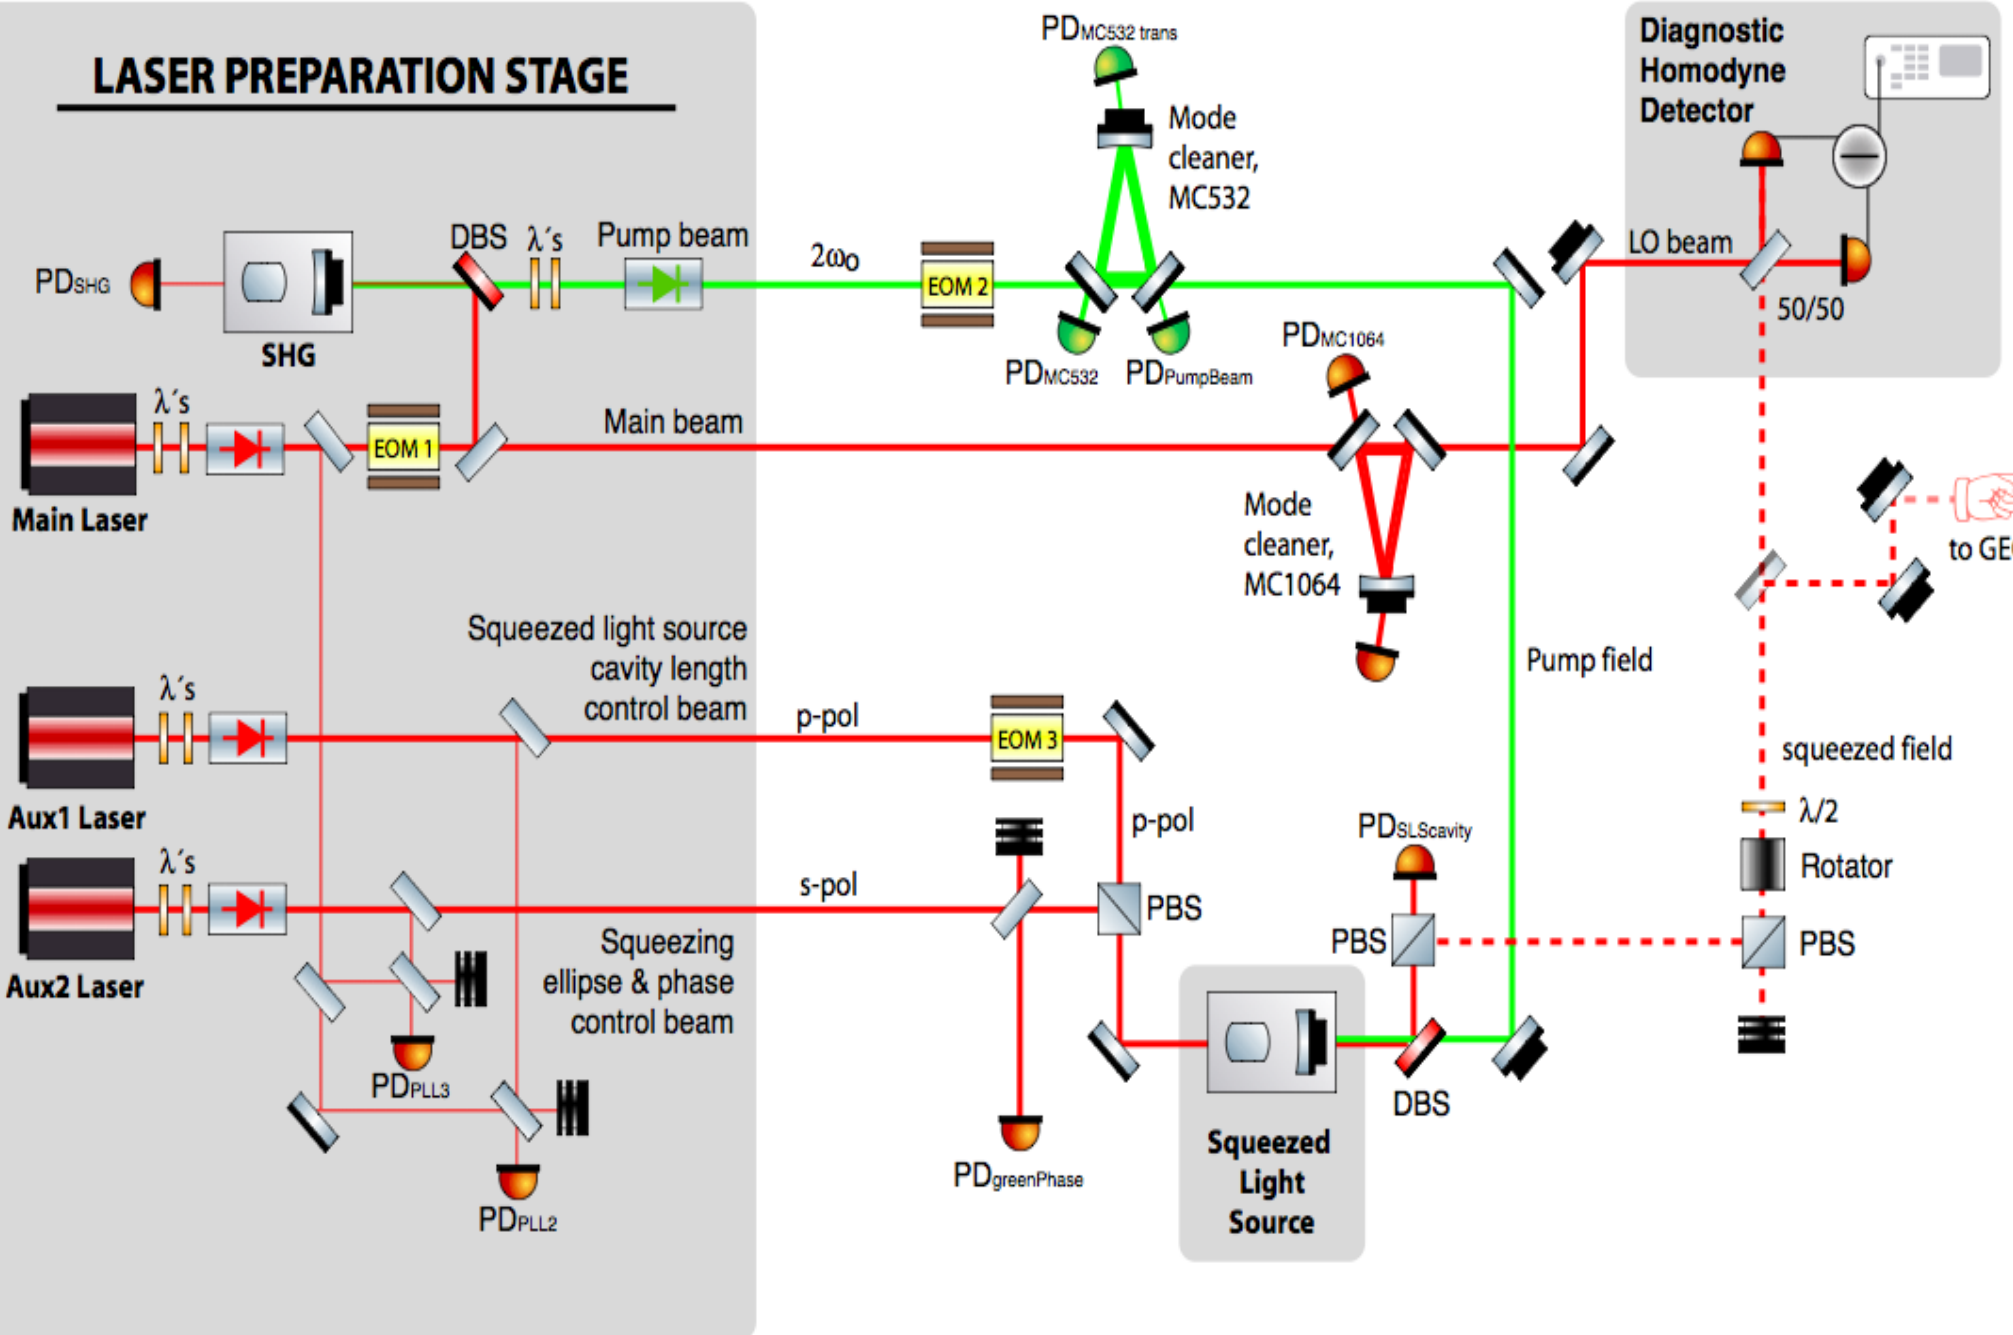 LASER PREPARATION STAGE
PDMC532 trans
Mode
cleaner,
MC532
Diagnostic
Homodyne
Detector
PDSHG
SHG
DBS
λ´s
Pump beam
2ωo
EOM 2
PDMC532
PDPumpBeam
LO beam
50/50
PDMC1064
Main Laser
λ´s
EOM 1
Main beam
Mode
cleaner,
MC1064
to GE
Squeezed light source
cavity length
control beam
Pump field
Aux1 Laser
λ´s
p-pol
EOM 3
p-pol
squeezed field
λ/2
Rotator
PBS
PDSLScavity
PBS
Aux2 Laser
λ´s
s-pol
PBS
Squeezing
ellipse & phase
control beam
PDPLL3
PDPLL2
PDgreenPhase
DBS
Squeezed
Light
Source